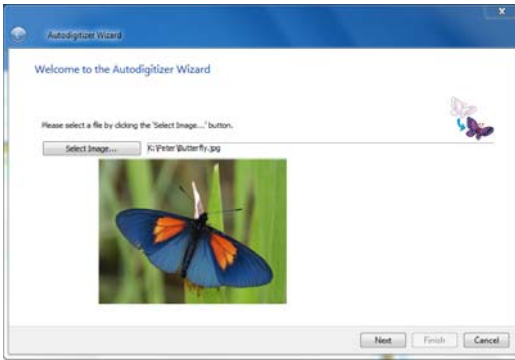 Autodigitizer Wizard
Welcome to the Autodigitizer Wizard
Please select a file by clicking the 'Select Image...' button.
Select Image... K:\Peter\Butterfly.jpg
Next Finish Cancel